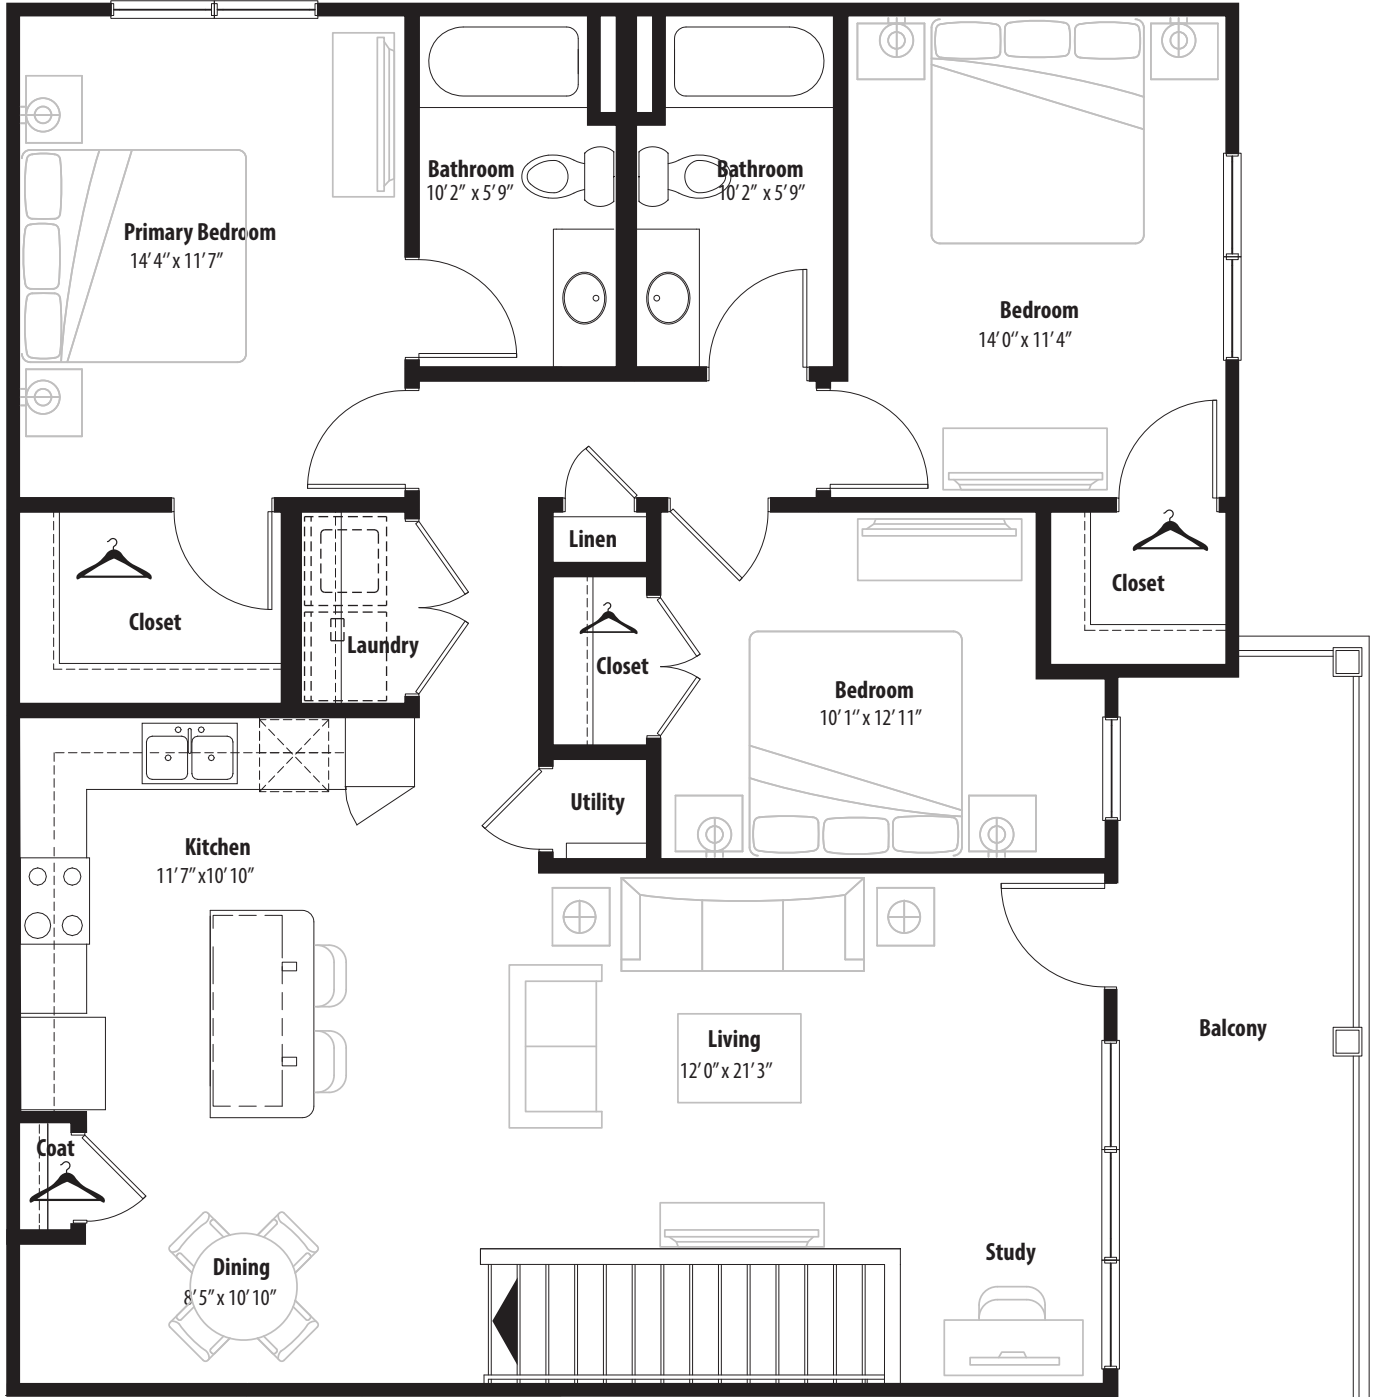 Bathroom
10'2" x 5'9"
Bathroom
10'2" x 5'9"
Primary Bedroom
14'4" x 11'7"
Bedroom
14'0" x 11'4"
Linen
Closet
Closet
Laundry
Closet
Bedroom
10'1" x 12'11"
Utility
Kitchen
11'7" x10'10"
Living
12'0" x 21'3"
Balcony
Coat
Dining
8'5" x 10'10"
Study